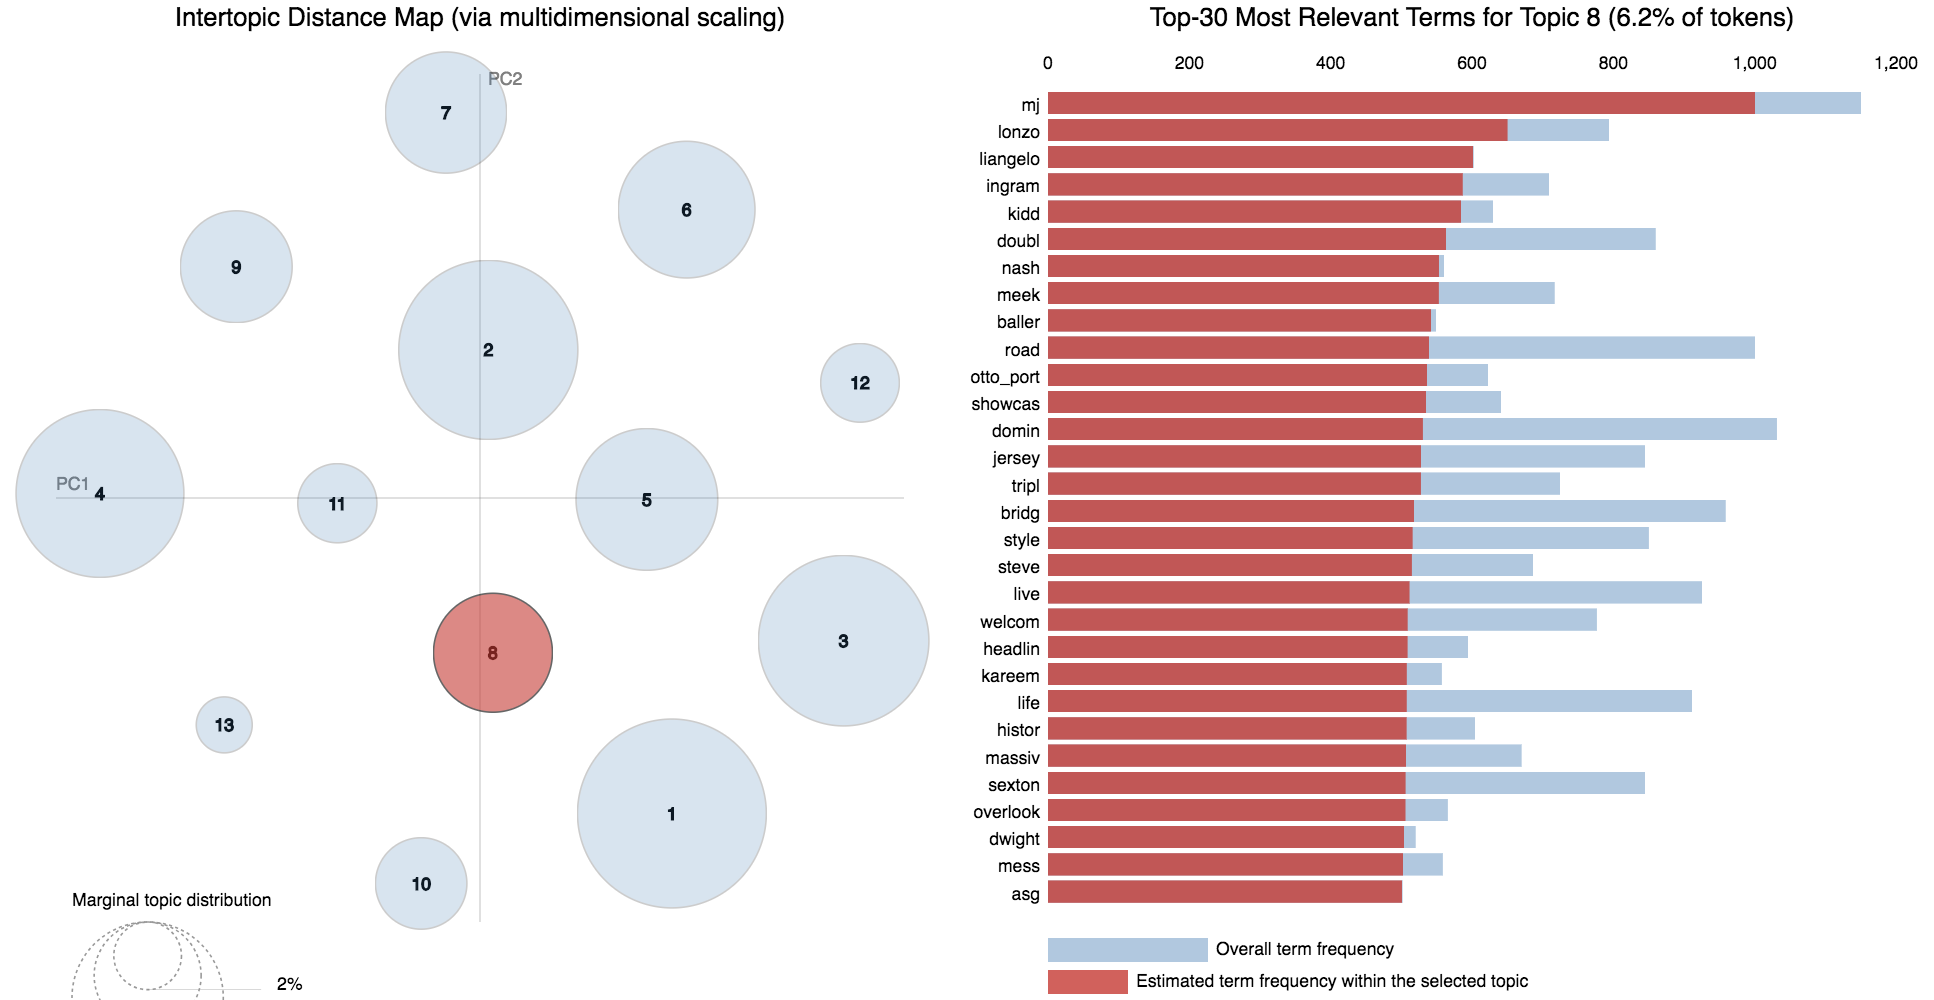 Intertopic Distance Map (via multidimensional scaling)
PC2
7
6
9
2
12
PC1
4
11
5
8
3
13
1
10
Marginal topic distribution
2%
Top-30 Most Relevant Terms for Topic 8 (6.2% of tokens)
0 200 400 600 800 1,000 1,200
mj
lonzo
liangelo
ingram
kidd
doubl
nash
meek
baller
road
otto_port
showcas
domin
jersey
tripl
bridg
style
steve
live
welcom
headlin
kareem
life
histor
massiv
sexton
overlook
dwight
mess
asg
Overall term frequency
Estimated term frequency within the selected topic